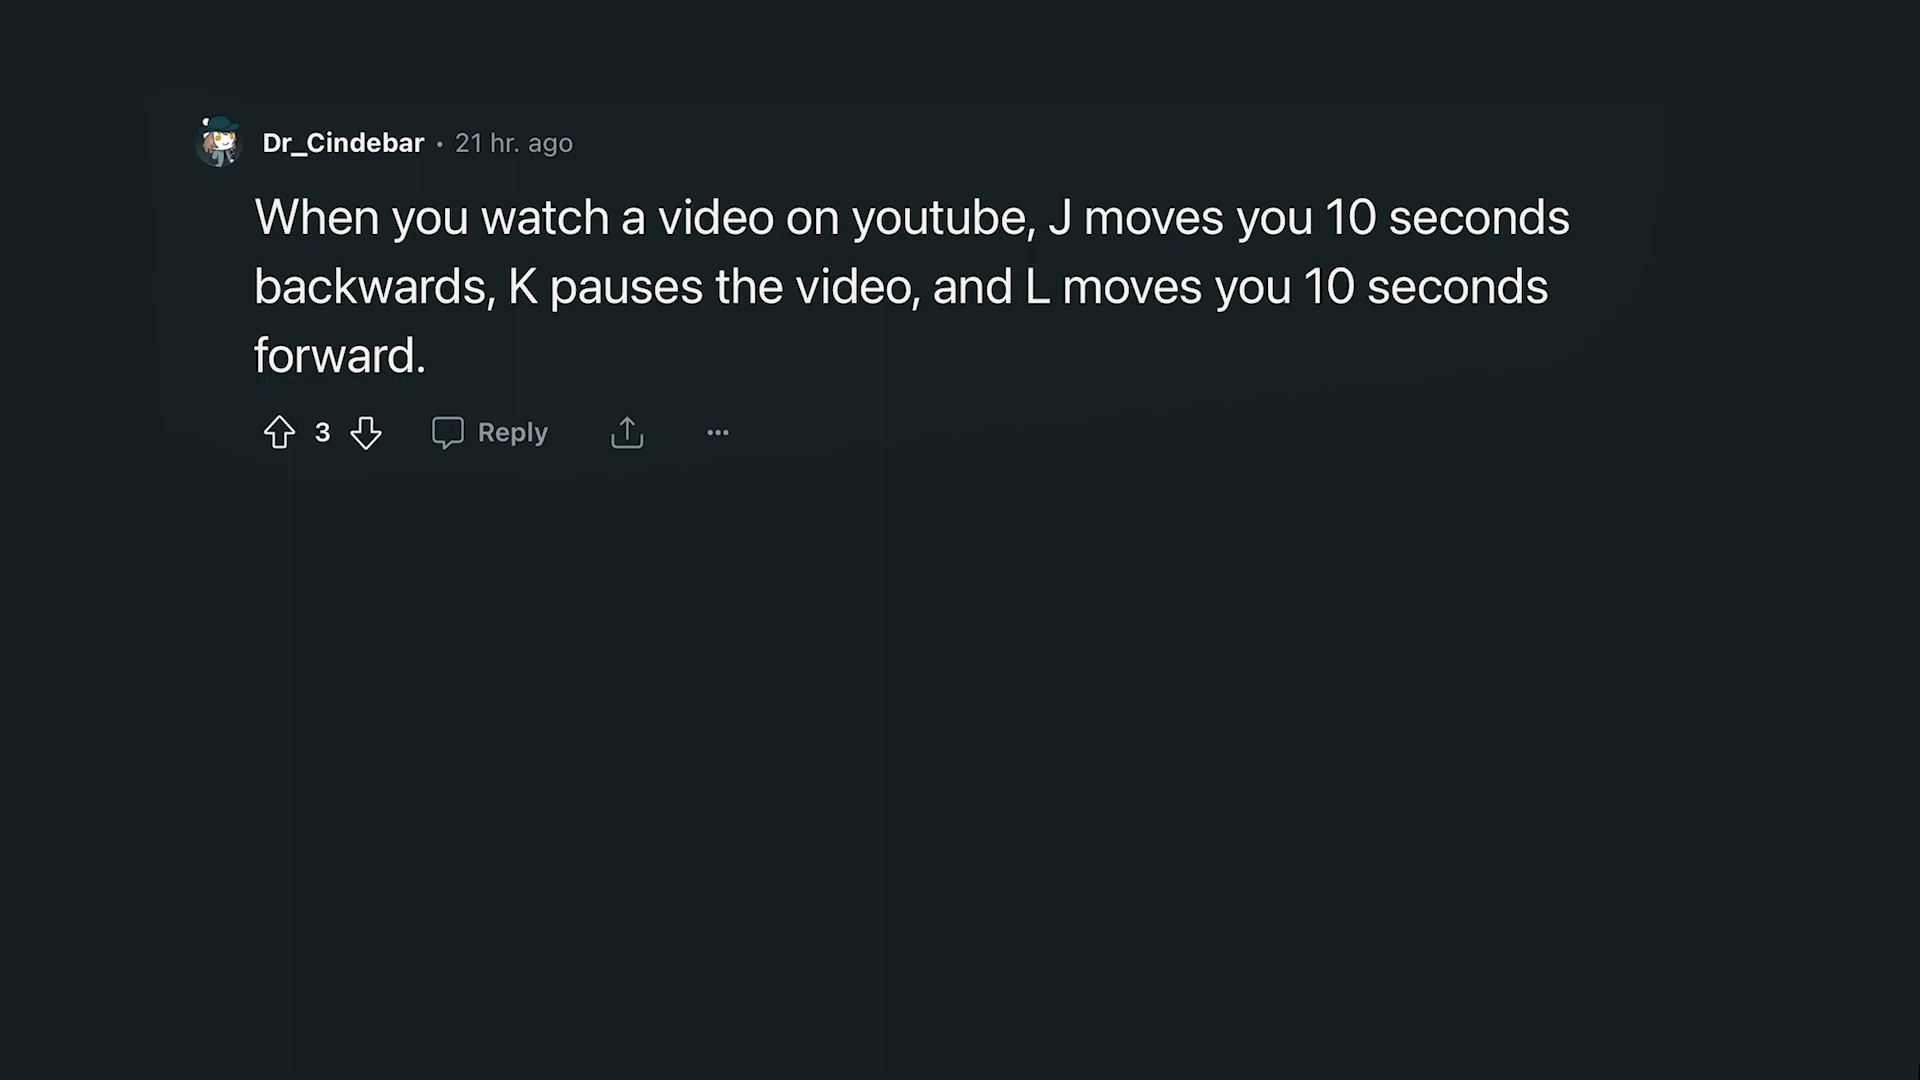 Dr_Cindebar • 21 hr. ago
When you watch a video on youtube, J moves you 10 seconds
backwards, K pauses the video, and L moves you 10 seconds
forward.
3 Reply ...